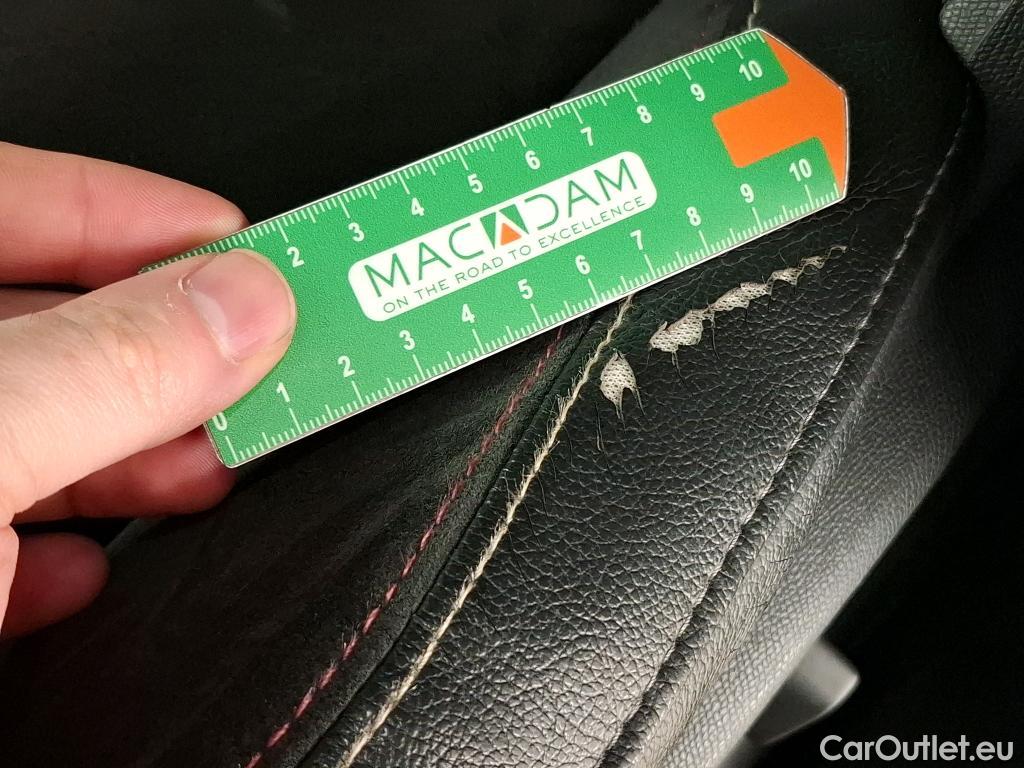 2 3 4 5 6 7 8 9 10
MACADAM
ON THE ROAD TO EXCELLENCE
0 1 2 3 4 5 6 7 8 9 10
CarOutlet.eu